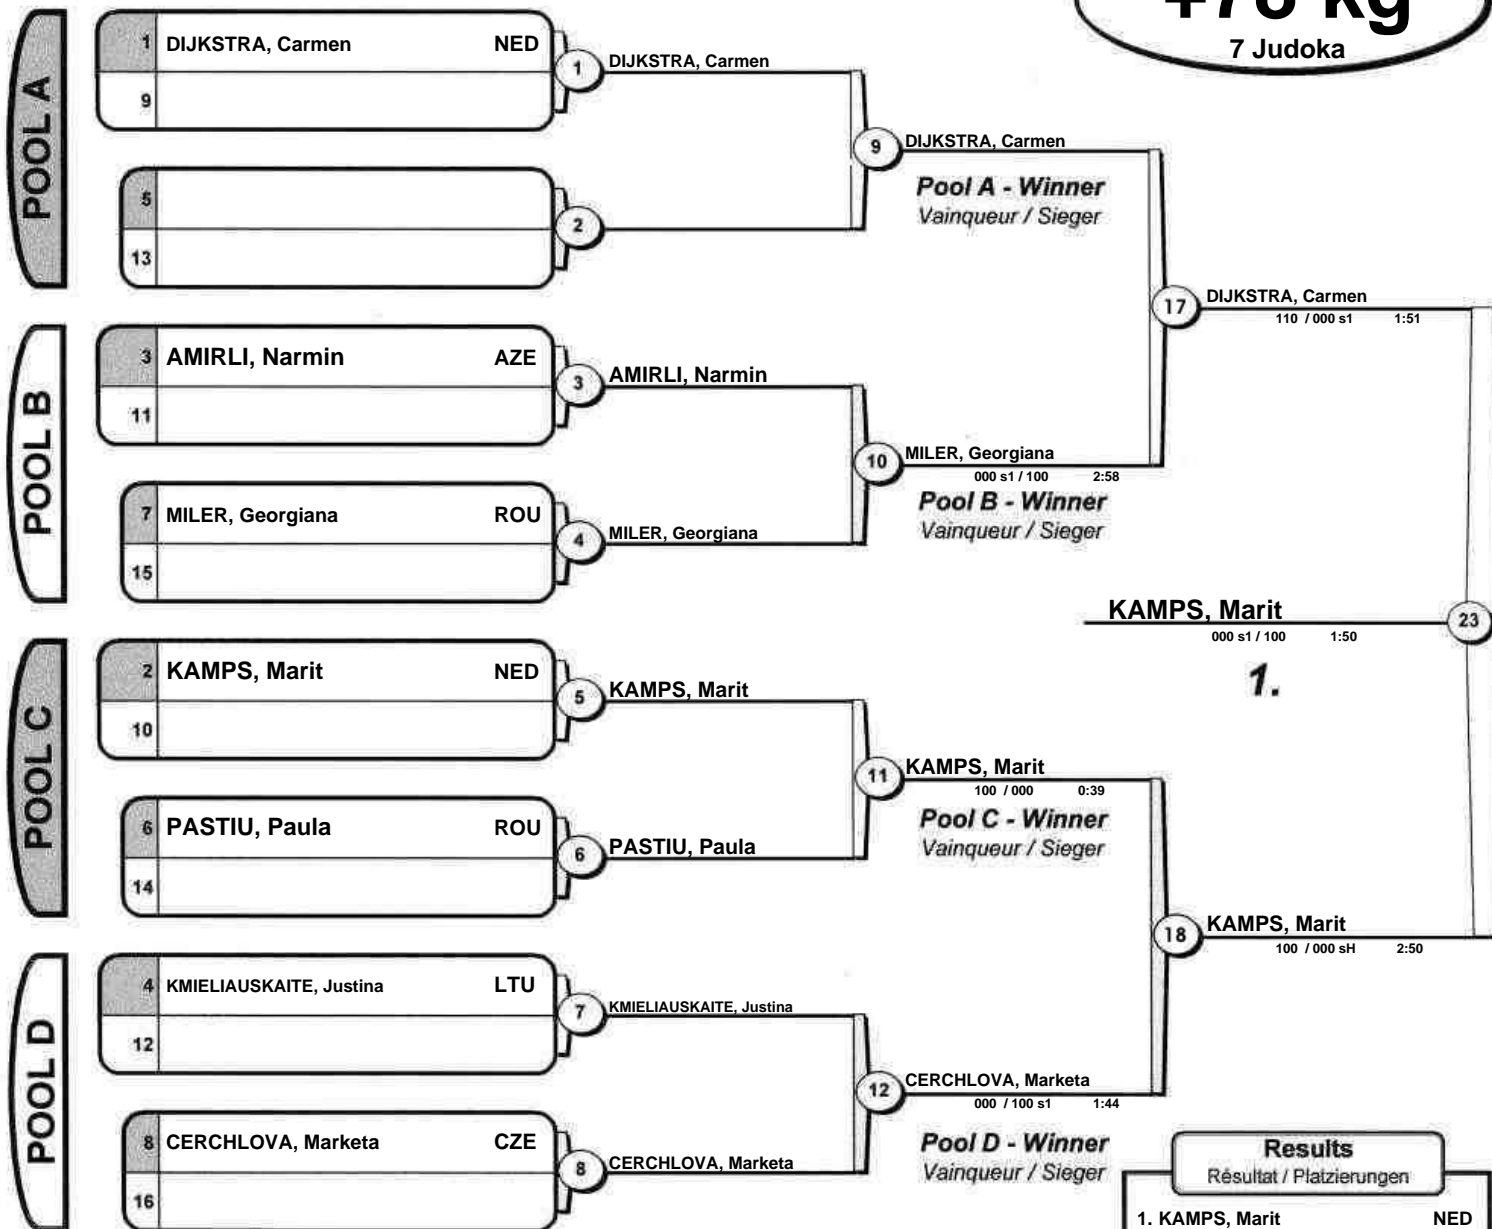 +78 kg
7 Judoka
POOL A
1 DIJKSTRA, Carmen NED
9
5
13
1 DIJKSTRA, Carmen
2
9 DIJKSTRA, Carmen
Pool A - Winner
Vainqueur / Sieger
POOL B
3 AMIRLI, Narmin AZE
11
7 MILER, Georgiana ROU
15
3 AMIRLI, Narmin
4 MILER, Georgiana
10 MILER, Georgiana
000 s1 / 100 2:58
Pool B - Winner
Vainqueur / Sieger
17 DIJKSTRA, Carmen
110 / 000 s1 1:51
KAMPS, Marit 23
000 s1 / 100 1:50
1.
POOL C
2 KAMPS, Marit NED
10
6 PASTIU, Paula ROU
14
5 KAMPS, Marit
6 PASTIU, Paula
11 KAMPS, Marit
100 / 000 0:39
Pool C - Winner
Vainqueur / Sieger
18 KAMPS, Marit
100 / 000 sH 2:50
POOL D
4 KMIELIAUSKAITE, Justina LTU
12
8 CERCHLOVA, Marketa CZE
16
7 KMIELIAUSKAITE, Justina
8 CERCHLOVA, Marketa
12 CERCHLOVA, Marketa
000 / 100 s1 1:44
Pool D - Winner
Vainqueur / Sieger
Results
Résultat / Platzierungen
1. KAMPS, Marit NED